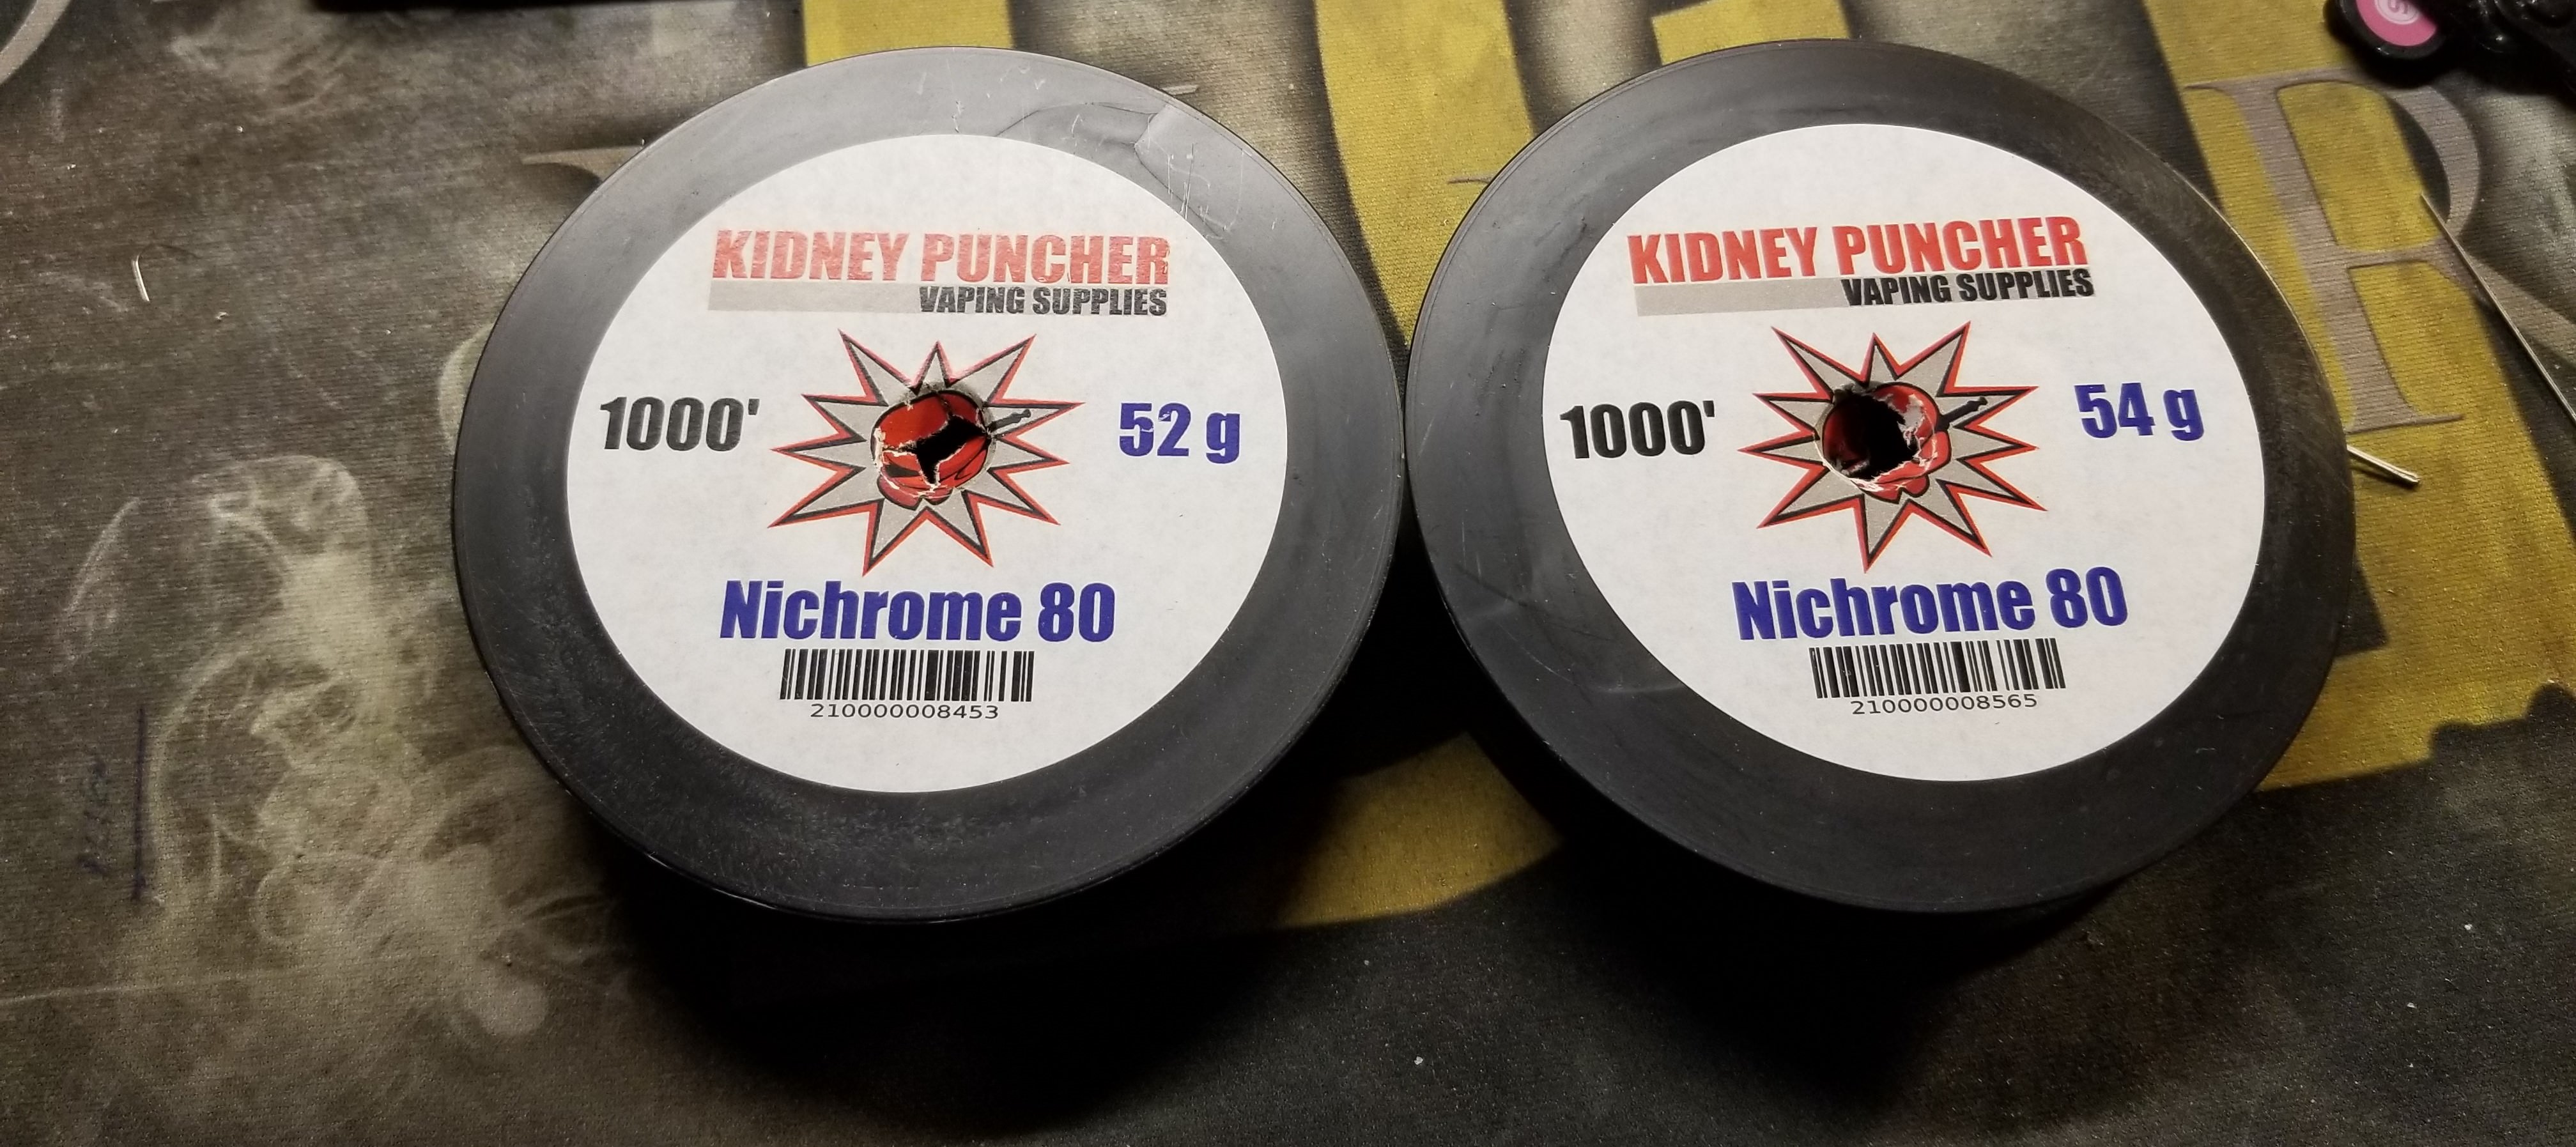 KIDNEY PUNCHER
VAPING SUPPLIES
1000'
52 g
Nichrome 80
210000008453
KIDNEY PUNCHER
VAPING SUPPLIES
1000'
54 g
Nichrome 80
210000008565